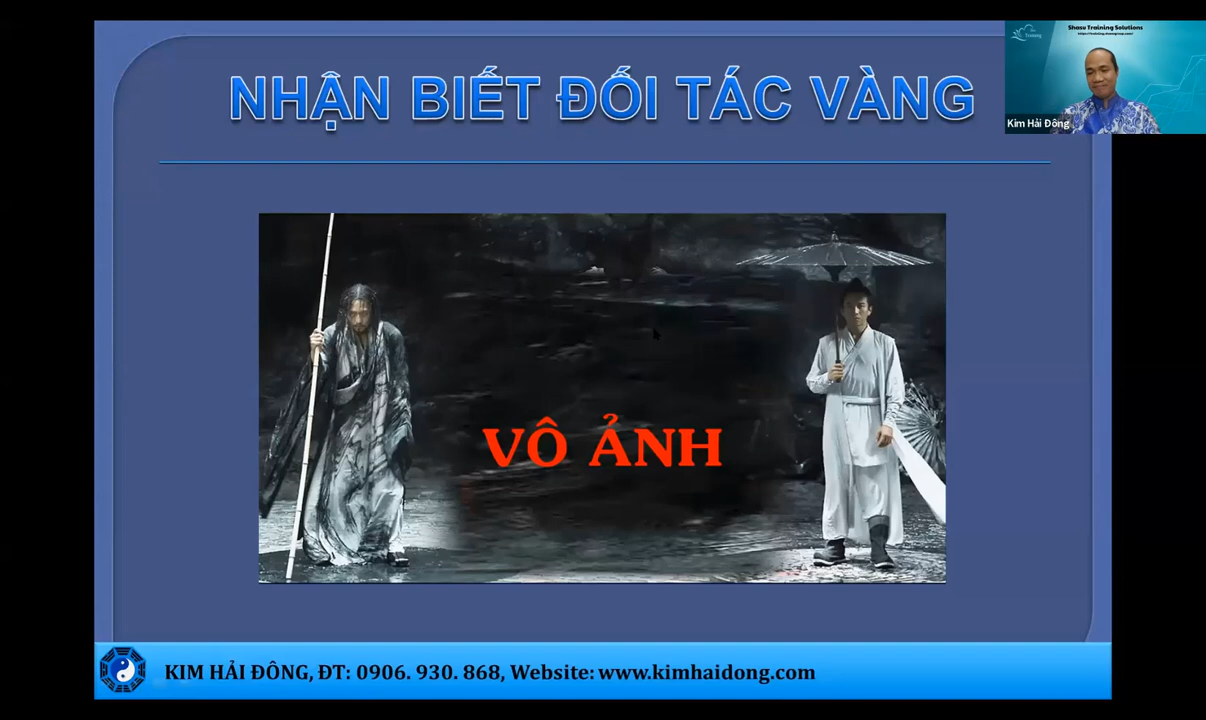 NHẬN BIẾT ĐỐI TÁC VÀNG
Shasu Training Solutions
Training
Kim Hải Đông
VÔ ẢNH
KIM HẢI ĐÔNG, ĐT: 0906. 930. 868, Website: www.kimhaidong.com